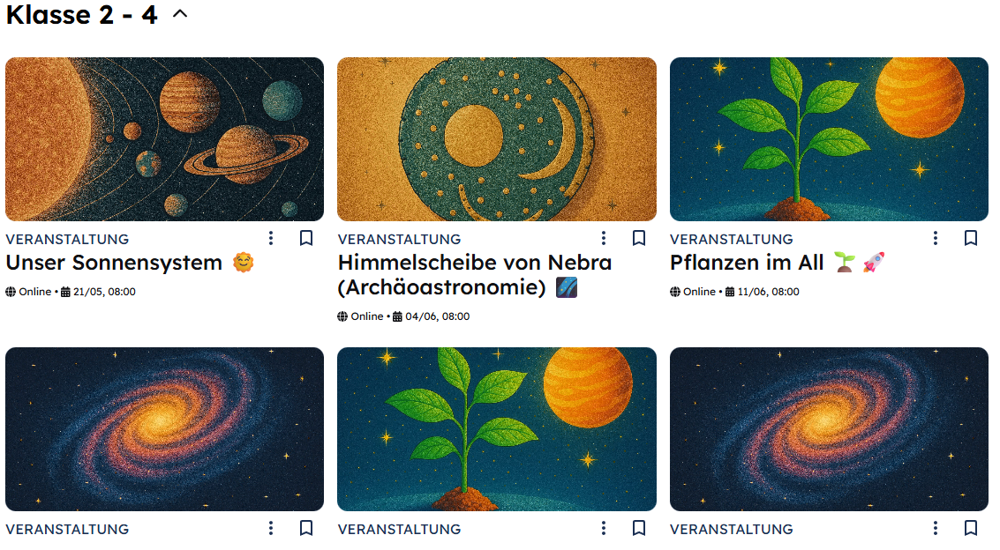 Klasse 2 - 4
VERANSTALTUNG
Unser Sonnensystem 🌞
Online • 21/05, 08:00
VERANSTALTUNG
Himmelscheibe von Nebra
(Archäoastronomie) 🌌
Online • 04/06, 08:00
VERANSTALTUNG
Pflanzen im All 🌱 🚀
Online • 11/06, 08:00
VERANSTALTUNG
VERANSTALTUNG
VERANSTALTUNG